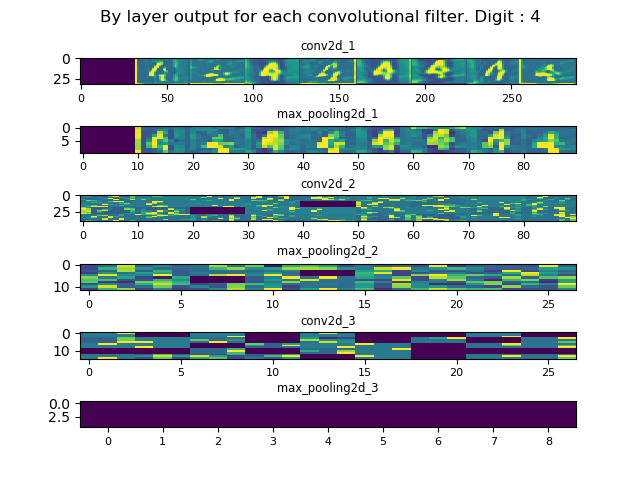 By layer output for each convolutional filter. Digit : 4
conv2d_1
0
25
0 50 100 150 200 250
max_pooling2d_1
0
5
0 10 20 30 40 50 60 70 80
conv2d_2
0
25
0 10 20 30 40 50 60 70 80
max_pooling2d_2
0
10
0 5 10 15 20 25
conv2d_3
0
10
0 5 10 15 20 25
max_pooling2d_3
0.0
2.5
0 1 2 3 4 5 6 7 8